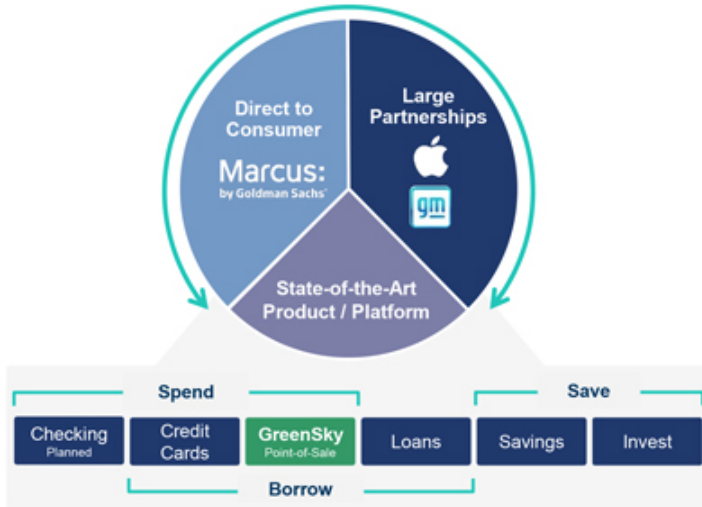 Direct to
Consumer
Marcus:
by Goldman Sachs®
Large
Partnerships
gm
State-of-the-Art
Product / Platform
Spend
Save
Checking
Planned
Credit
Cards
GreenSky
Point-of-Sale
Loans
Savings
Invest
Borrow